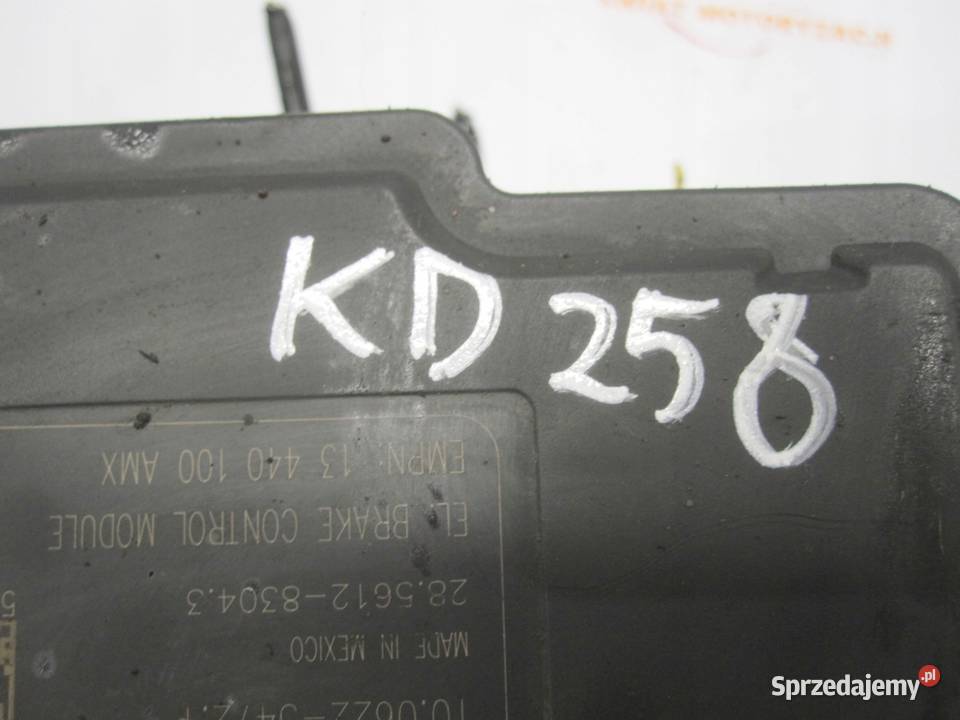 MOTORYZACJI
KD 258
MADE IN MEXICO
28.5612-8304.3
EL. BRAKE CONTROL MODULE
EMPN: 13 440 100 AMX
Sprzedajemy.pl